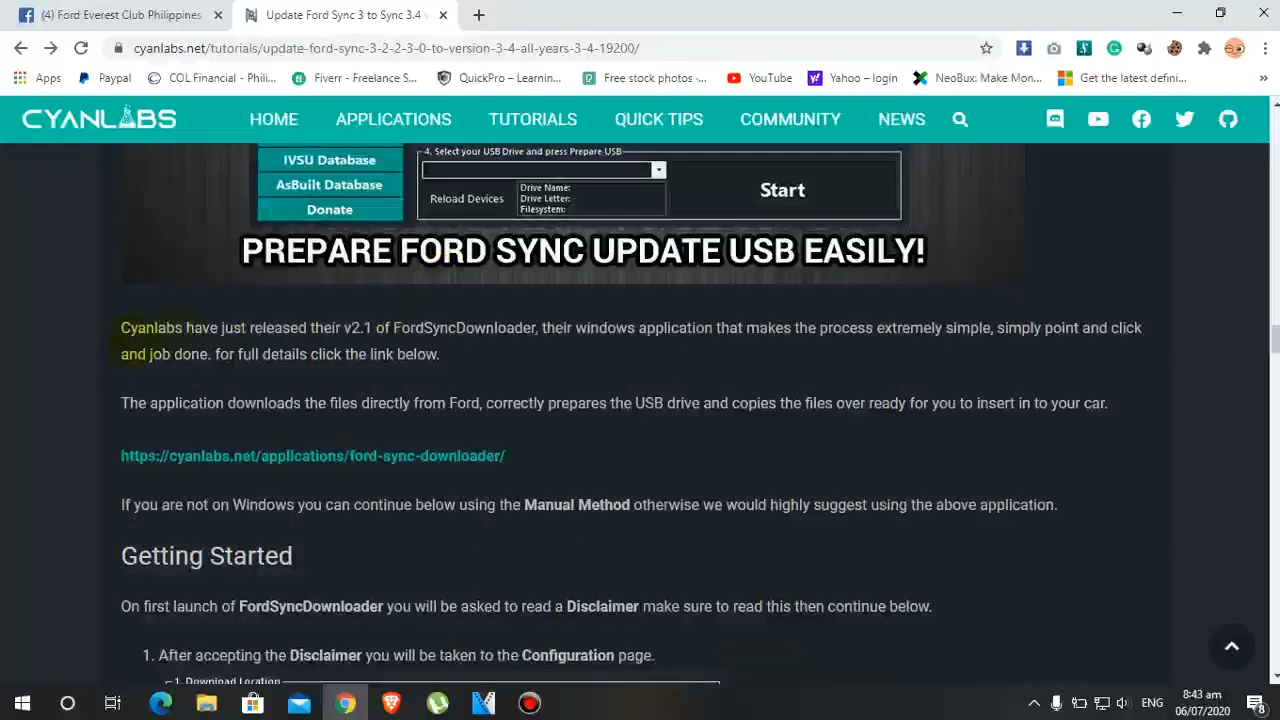 (4) Ford Everest Club Philippines
Update Ford Sync 3 to Sync 3.4 v
cyanlabs.net/tutorials/update-ford-sync-3-2-2-3-0-to-version-3-4-all-years-3-4-19200/
Apps
Paypal
COL Financial - Phili...
Fiverr - Freelance S...
QuickPro – Learnin...
Free stock photos -...
YouTube
Yahoo – login
NeoBux: Make Mon...
Get the latest defini...
»
CYANLABS
HOME
APPLICATIONS
TUTORIALS
QUICK TIPS
COMMUNITY
NEWS
IVSU Database
AsBuilt Database
Donate
4. Select your USB Drive and press Prepare USB
Reload Devices
Drive Name:
Drive Letter:
Filesystem:
Start
PREPARE FORD SYNC UPDATE USB EASILY!
Cyanlabs have just released their v2.1 of FordSyncDownloader, their windows application that makes the process extremely simple, simply point and click
and job done. for full details click the link below.
The application downloads the files directly from Ford, correctly prepares the USB drive and copies the files over ready for you to insert in to your car.
https://cyanlabs.net/applications/ford-sync-downloader/
If you are not on Windows you can continue below using the Manual Method otherwise we would highly suggest using the above application.
Getting Started
On first launch of FordSyncDownloader you will be asked to read a Disclaimer make sure to read this then continue below.
1. After accepting the Disclaimer you will be taken to the Configuration page.
1. Download Location
ENG
8:43 am
06/07/2020
8